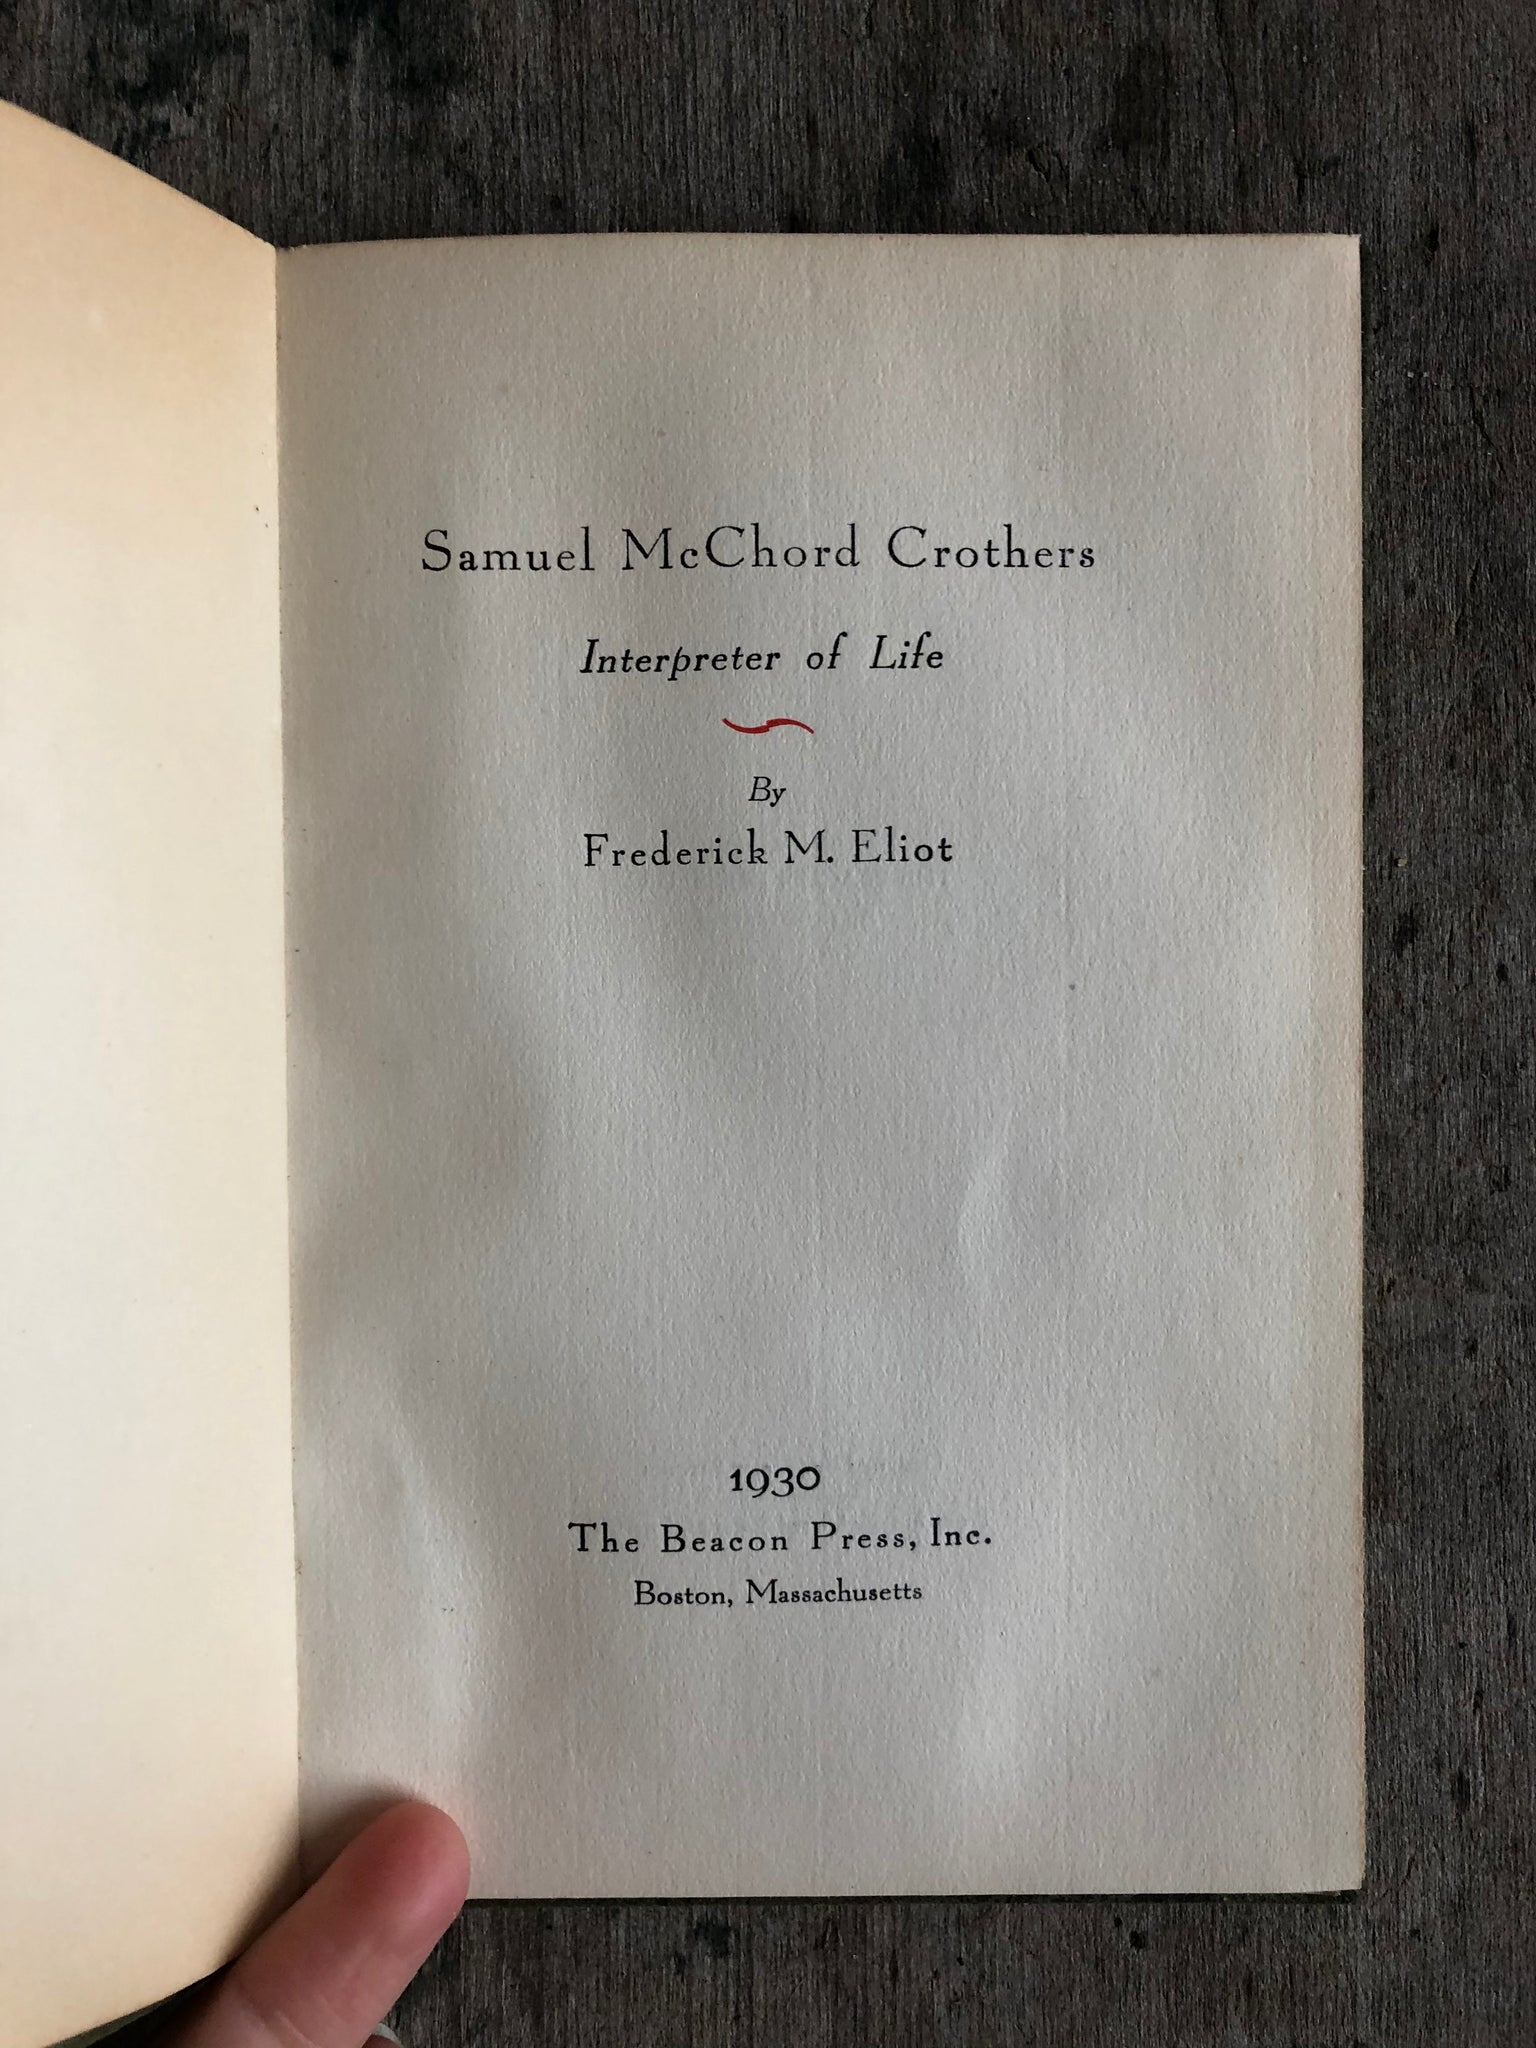 Samuel McChord Crothers
Interpreter of Life
By
Frederick M. Eliot
1930
The Beacon Press, Inc.
Boston, Massachusetts